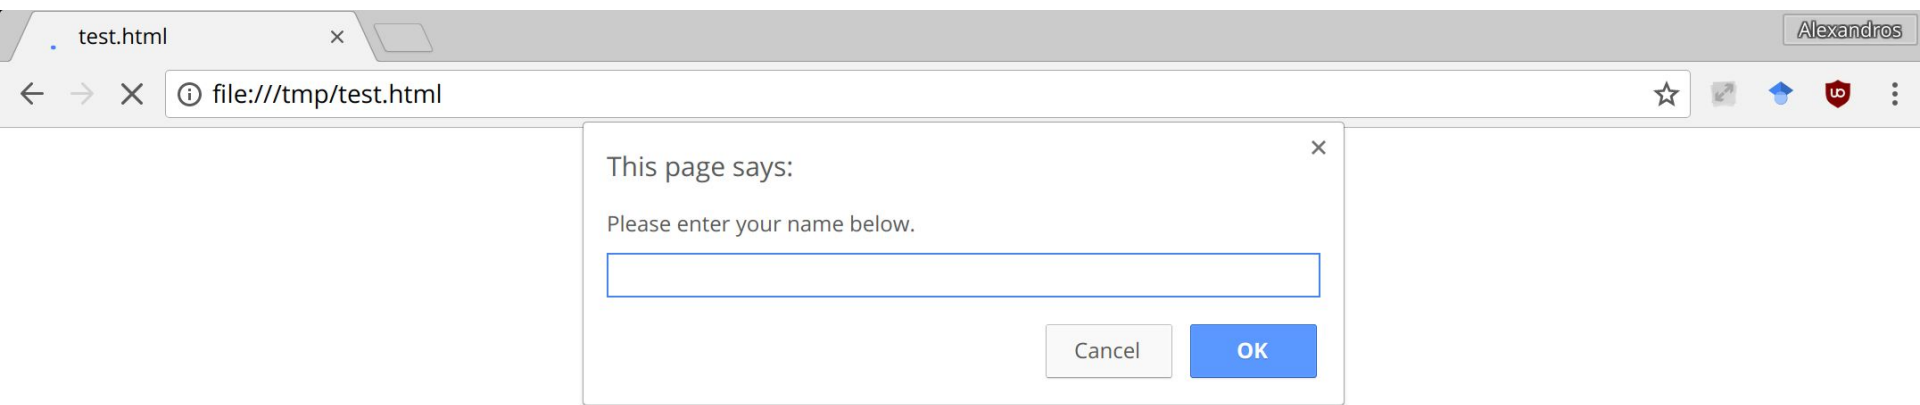 test.html
Alexandros
file:///tmp/test.html
This page says:
Please enter your name below.
Cancel
OK